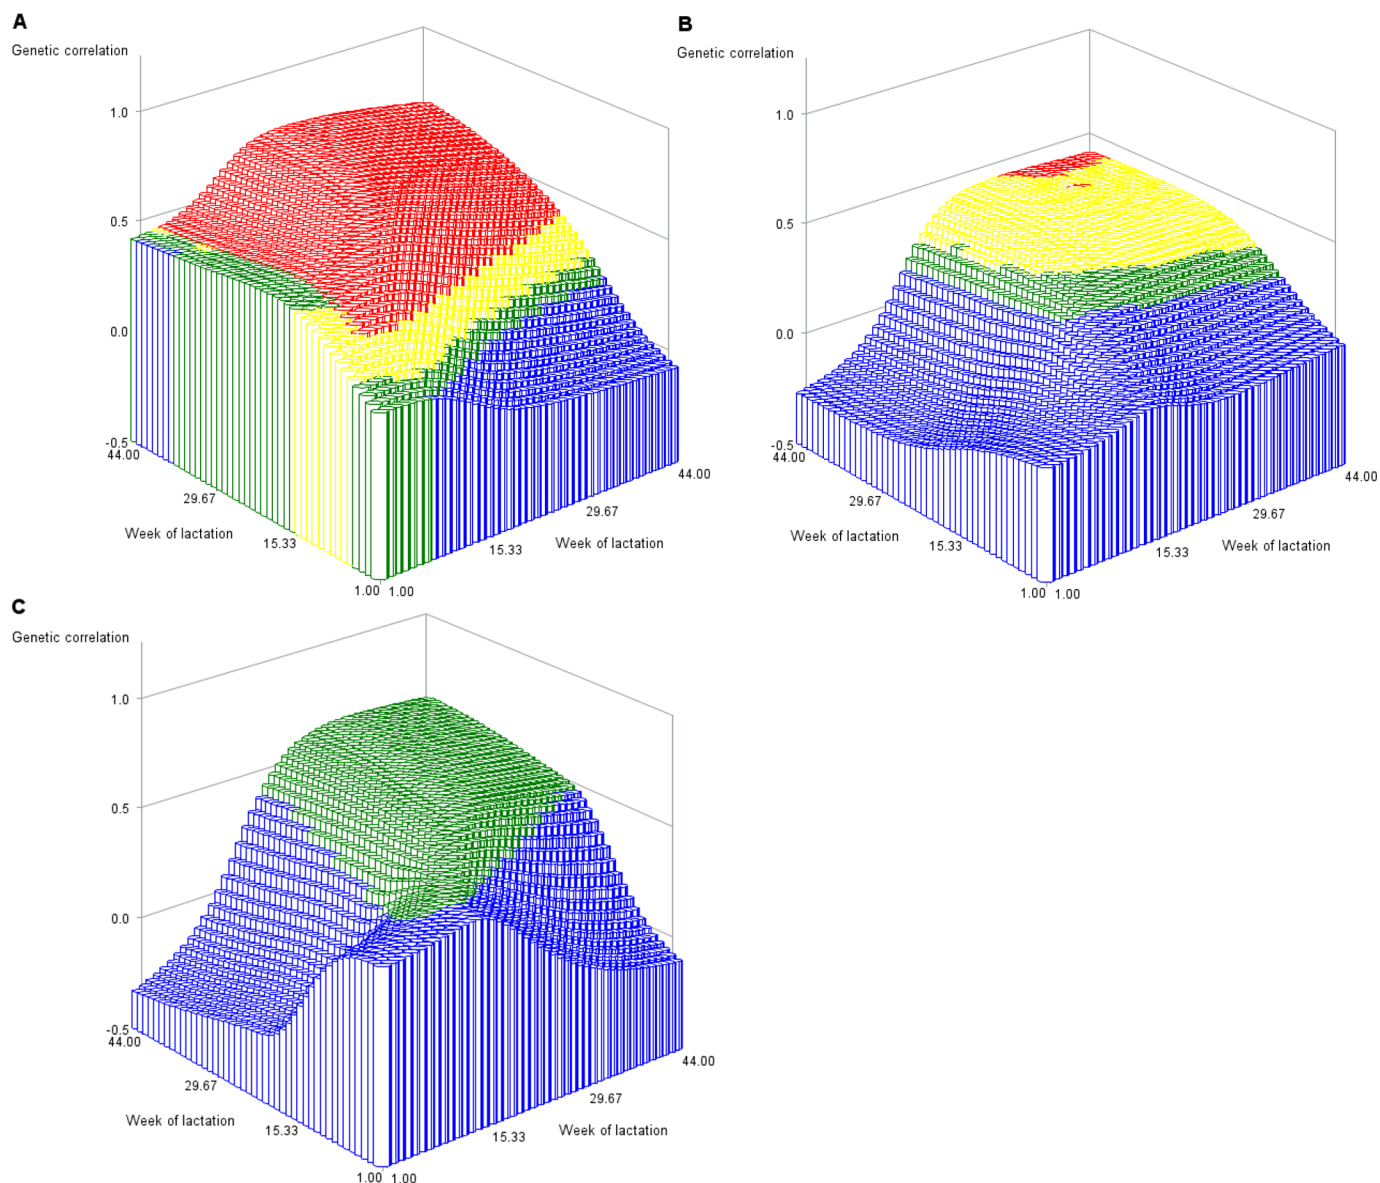 A
Genetic correlation
1.0
0.5
0.0
-0.5
44.00
29.67
Week of lactation
15.33
1.00 1.00
15.33
Week of lactation
29.67
44.00
B
Genetic correlation
1.0
0.5
0.0
-0.5
44.00
29.67
Week of lactation
15.33
1.00 1.00
15.33
Week of lactation
29.67
44.00
C
Genetic correlation
1.0
0.5
0.0
-0.5
44.00
29.67
Week of lactation
15.33
1.00 1.00
15.33
Week of lactation
29.67
44.00